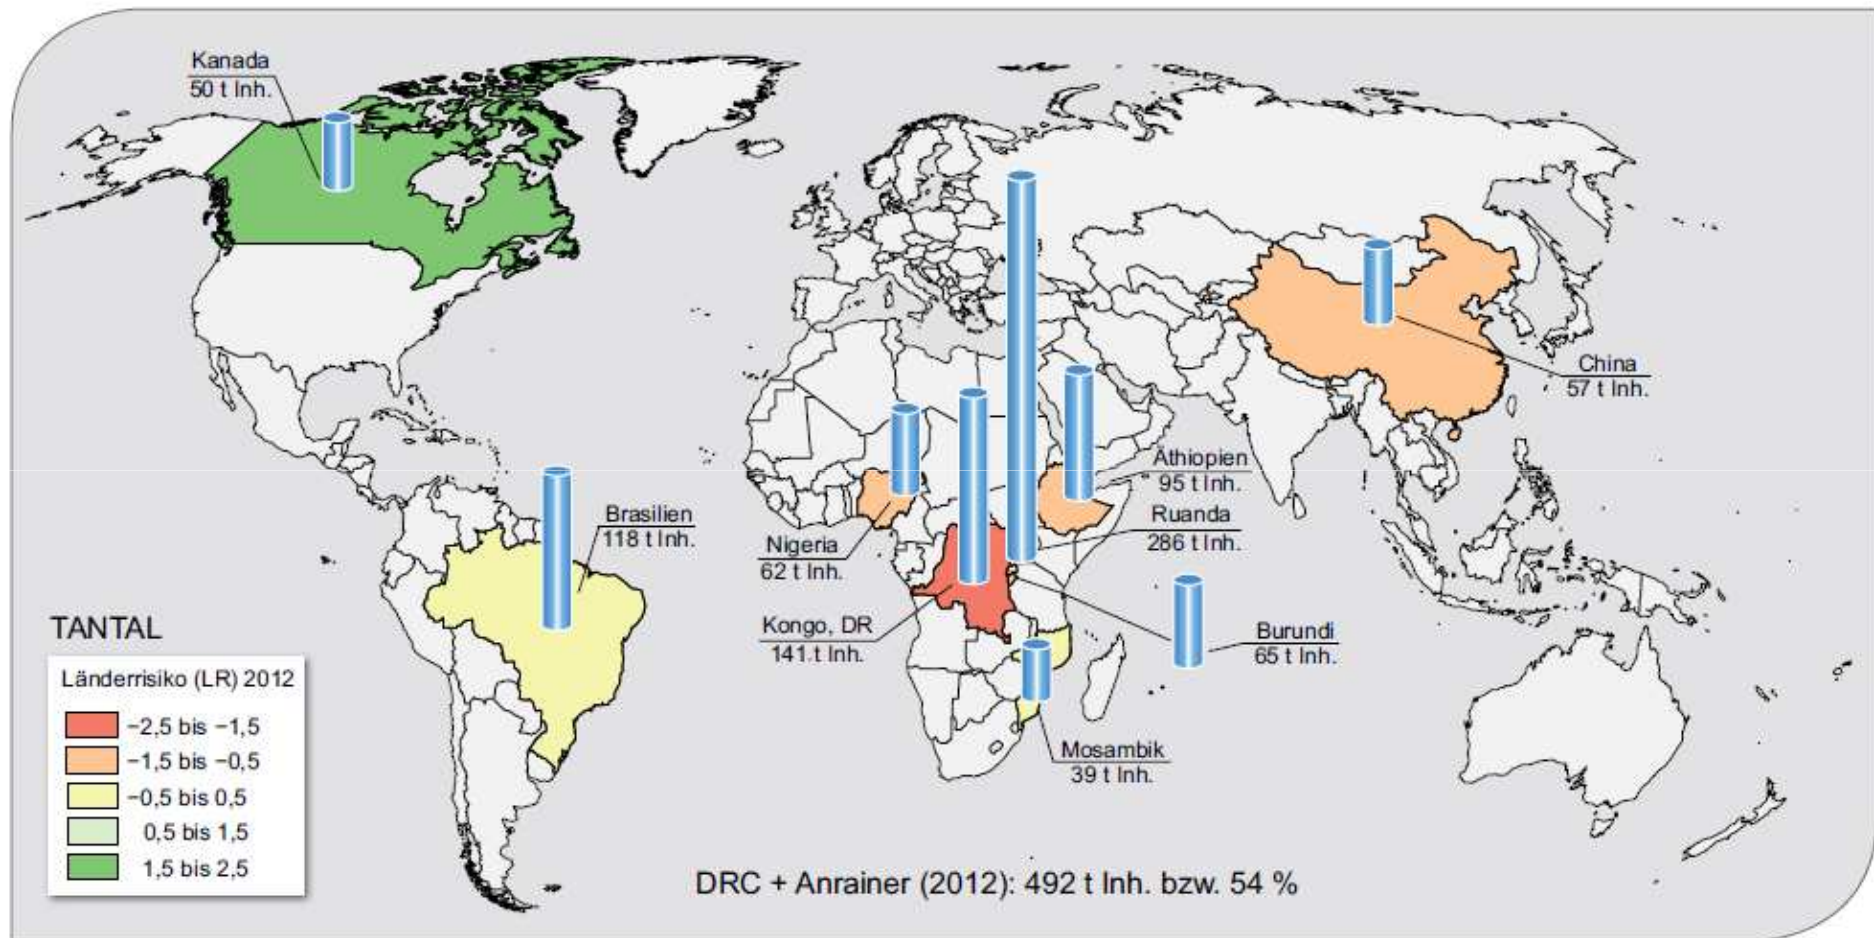 Kanada
50 t Inh.
China
57 t Inh.
Äthiopien
95 t Inh.
Brasilien
118 t Inh.
Ruanda
286 t Inh.
Nigeria
62 t Inh.
Kongo, DR
141 t Inh.
Burundi
65 t Inh.
Mosambik
39 t Inh.
TANTAL
Länderrisiko (LR) 2012
−2,5 bis −1,5
−1,5 bis −0,5
−0,5 bis 0,5
0,5 bis 1,5
1,5 bis 2,5
DRC + Anrainer (2012): 492 t Inh. bzw. 54 %